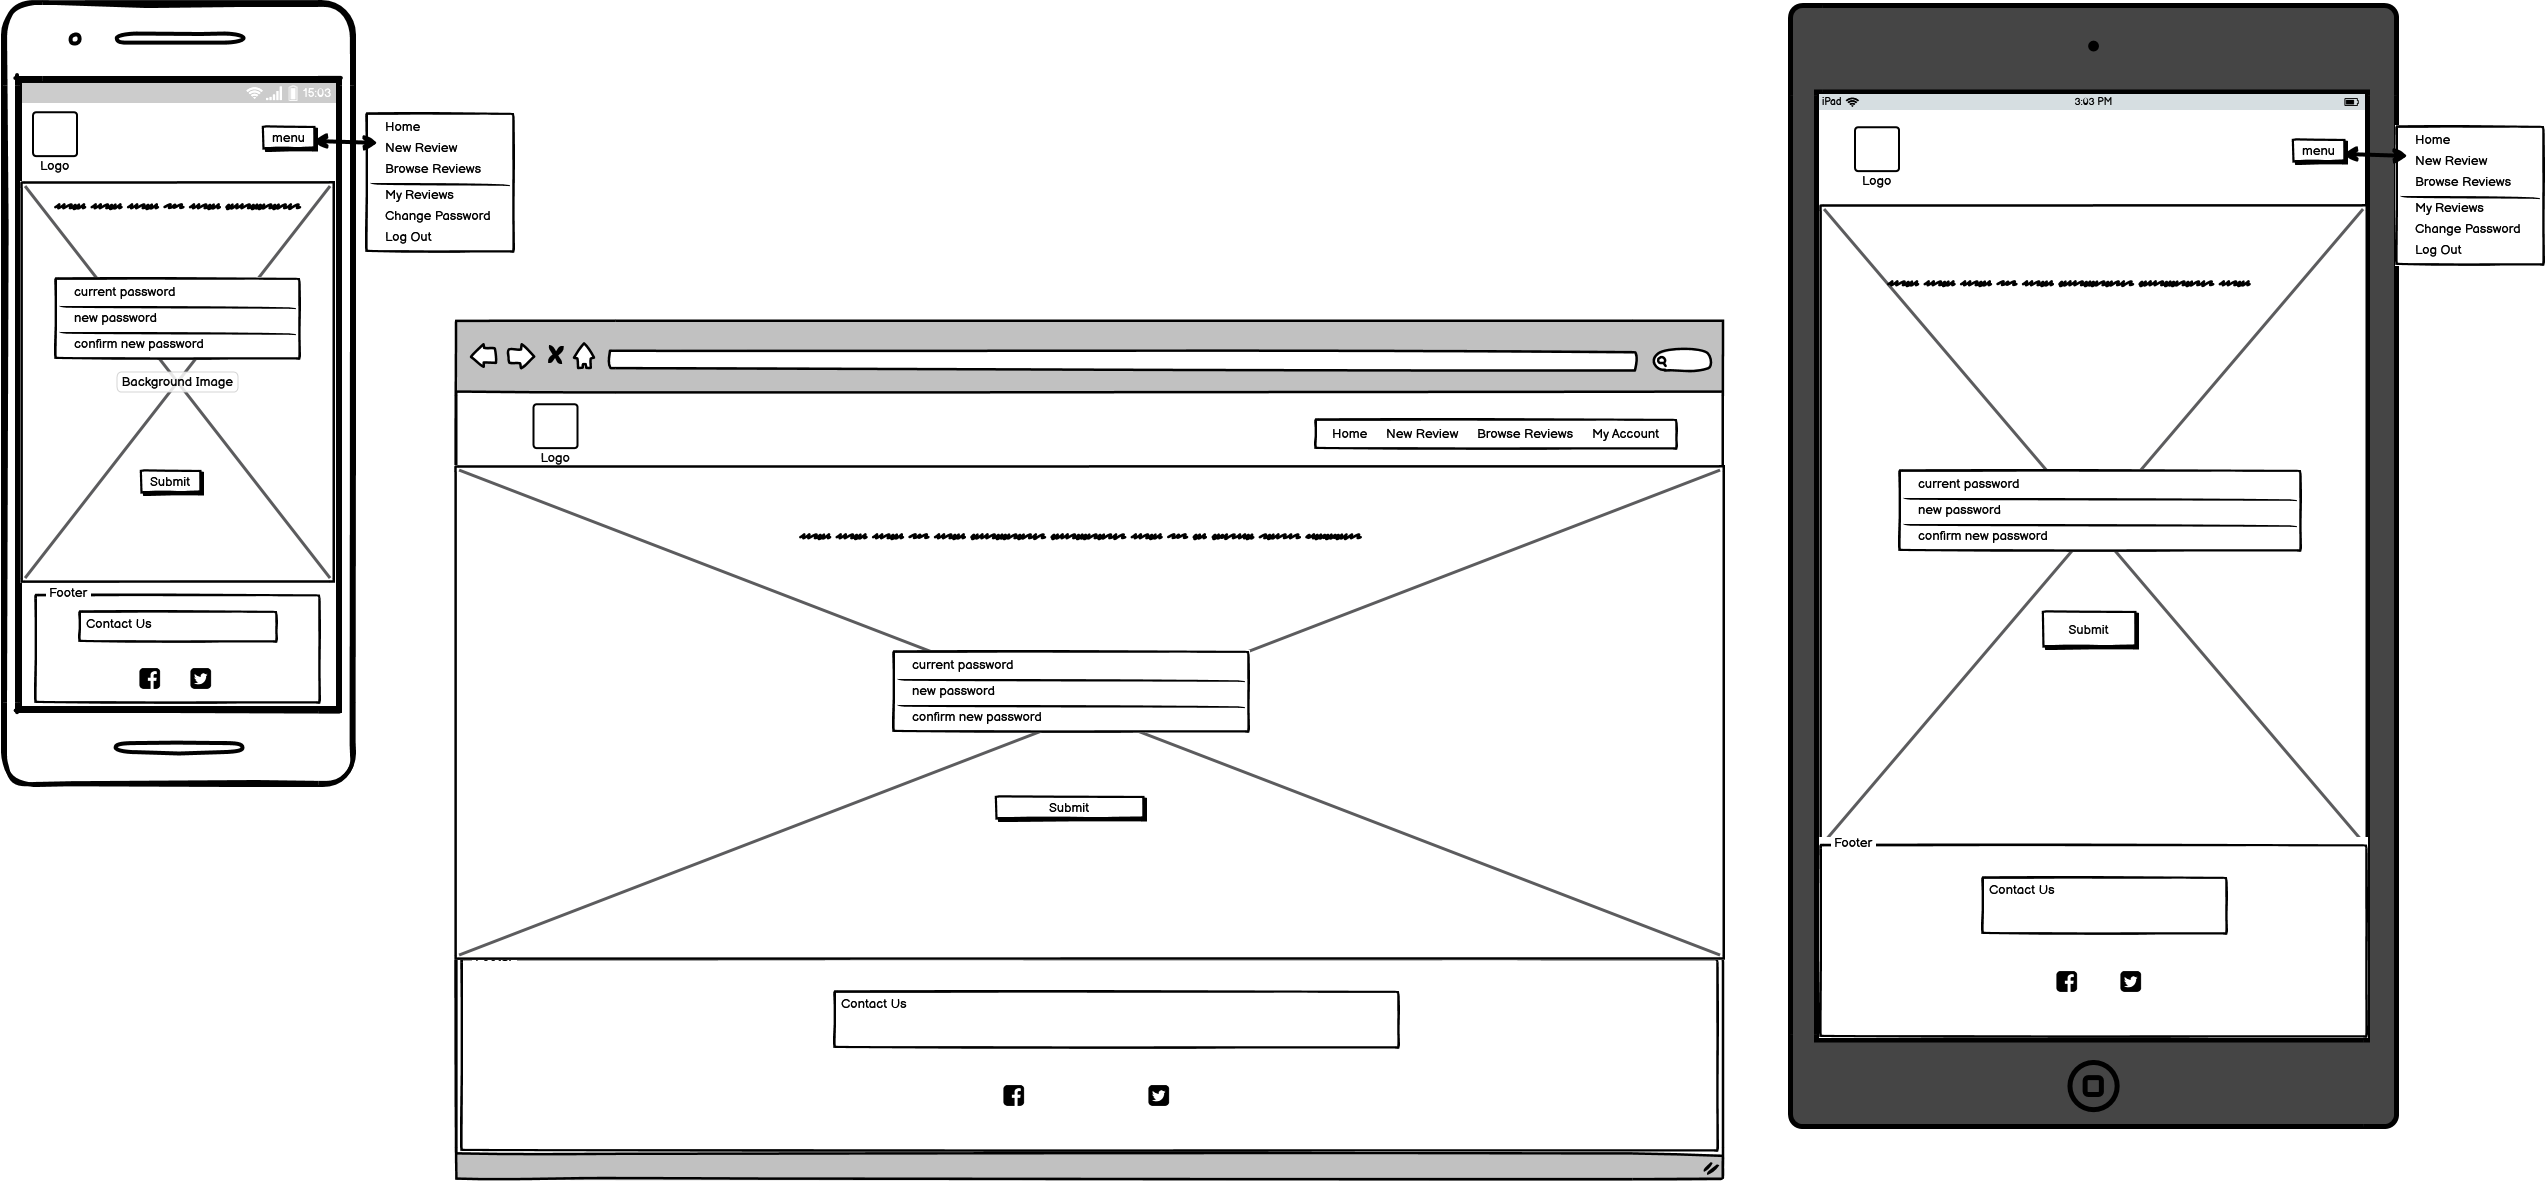 15:03
menu
Logo
Home
New Review
Browse Reviews
My Reviews
Change Password
Log Out
current password
new password
confirm new password
Background Image
Submit
Footer
Contact Us
Logo
Home New Review Browse Reviews My Account
current password
new password
confirm new password
Submit
Contact Us
iPad 3:03 PM
menu
Logo
Home
New Review
Browse Reviews
My Reviews
Change Password
Log Out
current password
new password
confirm new password
Submit
Footer
Contact Us